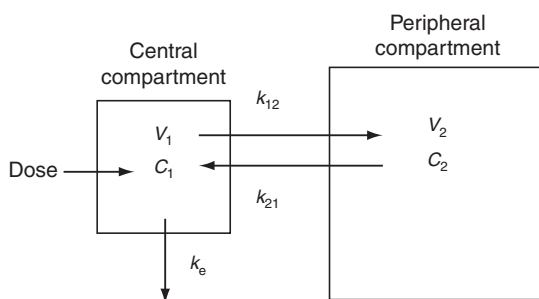 Central
compartment
Peripheral
compartment
k12
V1
V2
Dose
C1
C2
k21
ke